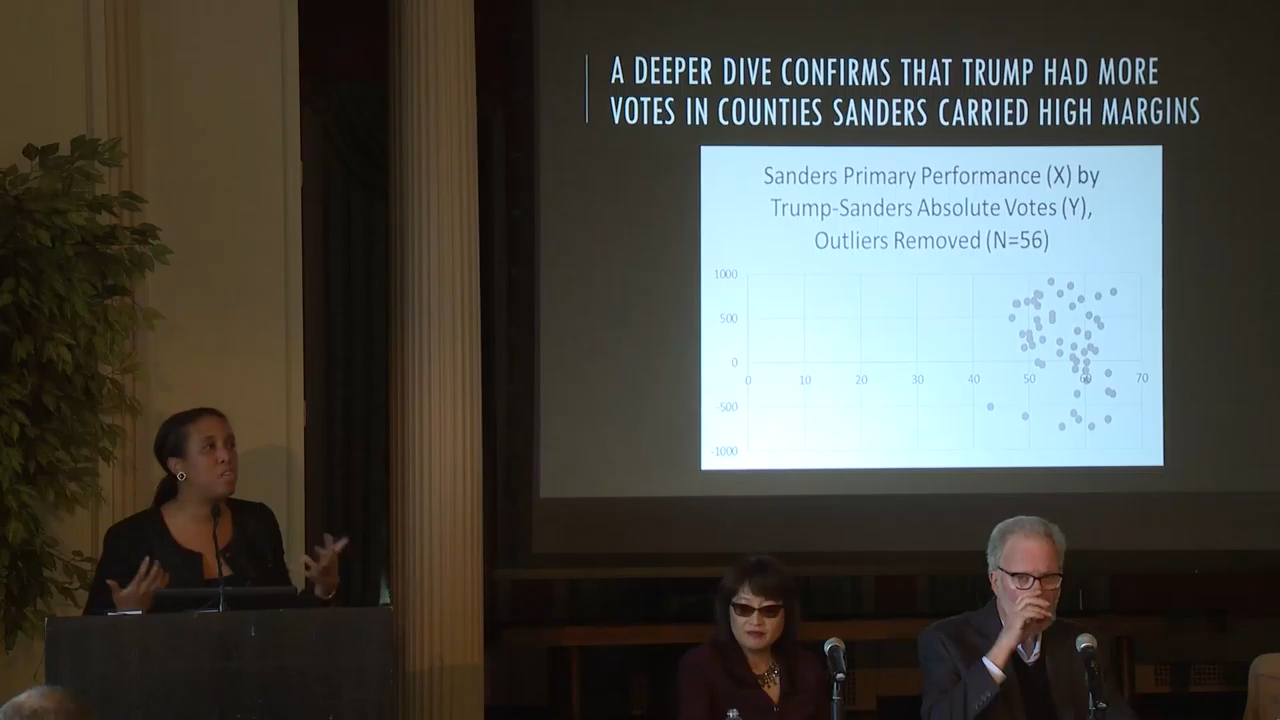 A DEEPER DIVE CONFIRMS THAT TRUMP HAD MORE
VOTES IN COUNTIES SANDERS CARRIED HIGH MARGINS
Sanders Primary Performance (X) by
Trump-Sanders Absolute Votes (Y),
Outliers Removed (N=56)
1000
500
0
0 10 20 30 40 50 60 70
-500
-1000